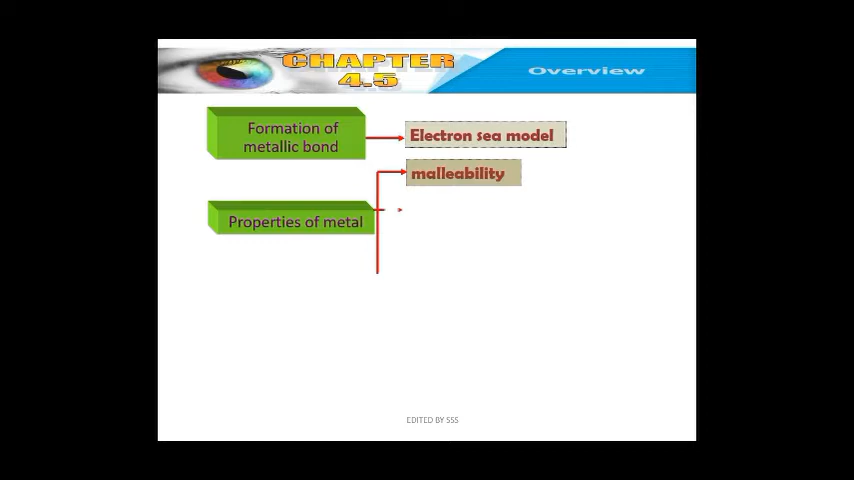 CHAPTER
4.5
Overview
Formation of
metallic bond
Electron sea model
malleability
Properties of metal
EDITED BY SSS